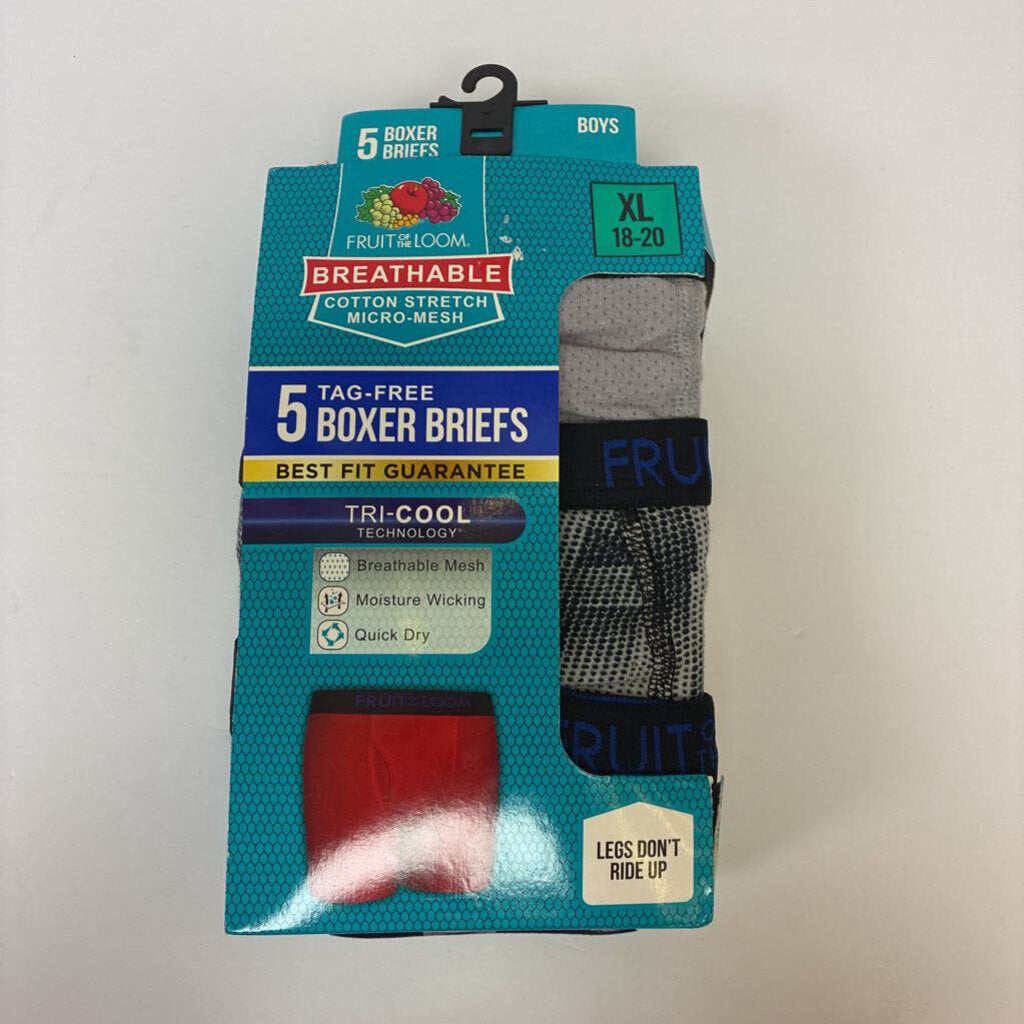 5 BOXER
BRIEFS
BOYS
XL
18-20
FRUIT OF THE LOOM
BREATHABLE
COTTON STRETCH
MICRO-MESH
5 TAG-FREE
BOXER BRIEFS
BEST FIT GUARANTEE
FRU
TRI-COOL
TECHNOLOGY
Breathable Mesh
Moisture Wicking
Quick Dry
FRUIT OF THE LOOM
FRUIT
LEGS DON'T
RIDE UP